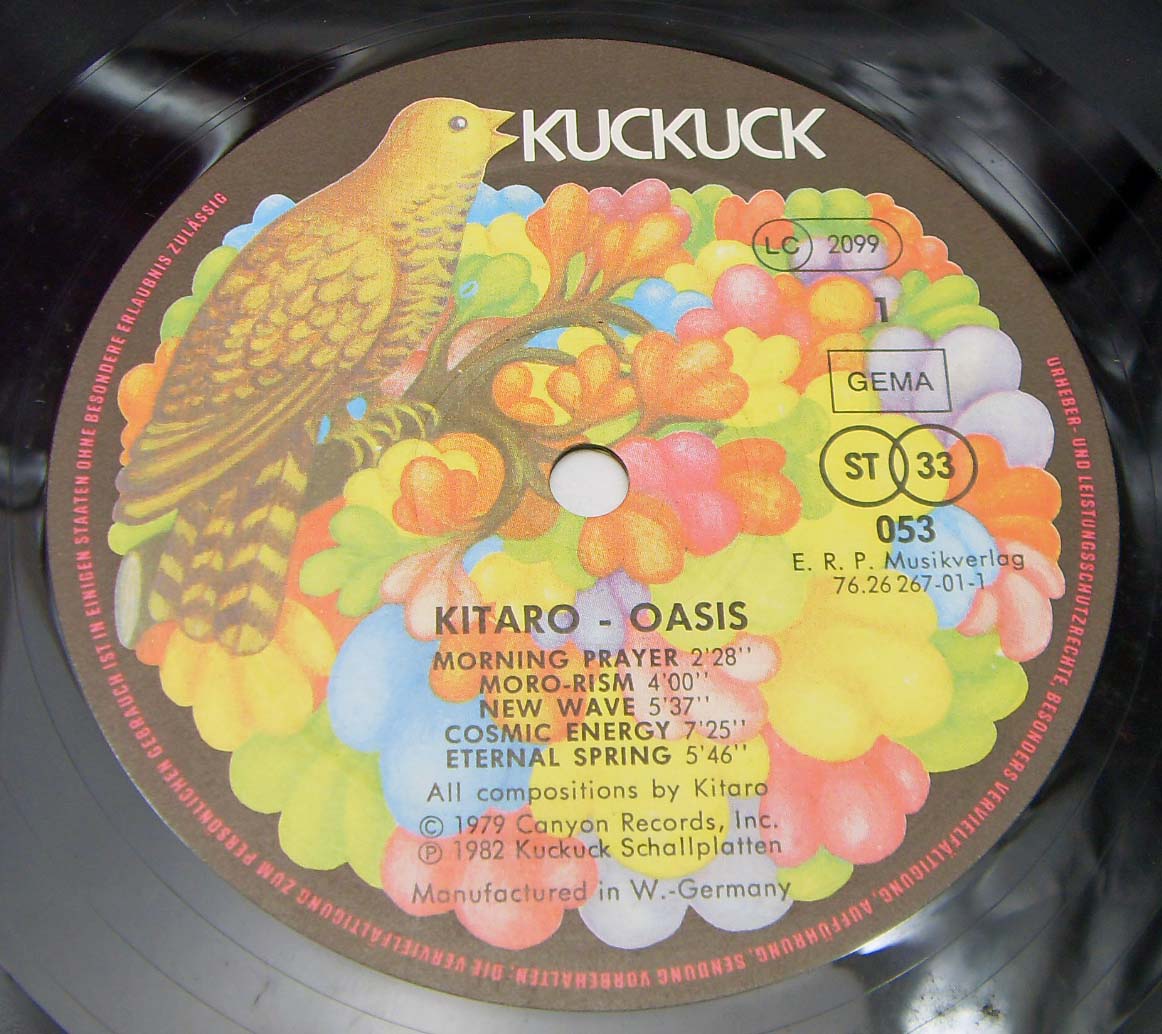 KUCKUCK
LC 2099
1
GEMA
ST 33
053
E. R. P. Musikverlag
76.26 267-01-1
KITARO - OASIS
MORNING PRAYER 2'28''
MORO-RISM 4'00''
NEW WAVE 5'37''
COSMIC ENERGY 7'25''
ETERNAL SPRING 5'46''
All compositions by Kitaro
© 1979 Canyon Records, Inc.
℗ 1982 Kuckuck Schallplatten
Manufactured in W.-Germany
URHEBER- UND LEISTUNGSSCHUTZRECHTE, BESONDERS VERVIELFÄLTIGUNG, AUFFÜHRUNG, SENDUNG VORBEHALTEN; DIE VERVIELFÄLTIGUNG ZUM PERSÖNLICHEN GEBRAUCH IST IN EINIGEN STAATEN OHNE BESONDERE ERLAUBNIS ZULÄSSIG